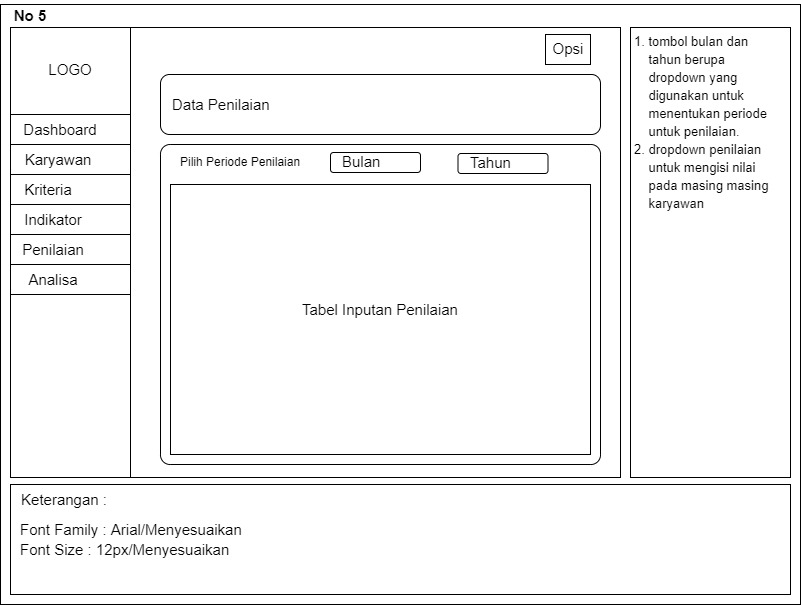 No 5
LOGO
Dashboard
Karyawan
Kriteria
Indikator
Penilaian
Analisa
Opsi
Data Penilaian
Pilih Periode Penilaian
Bulan
Tahun
Tabel Inputan Penilaian
1. tombol bulan dan
tahun berupa
dropdown yang
digunakan untuk
menentukan periode
untuk penilaian.
2. dropdown penilaian
untuk mengisi nilai
pada masing masing
karyawan
Keterangan :
Font Family : Arial/Menyesuaikan
Font Size : 12px/Menyesuaikan